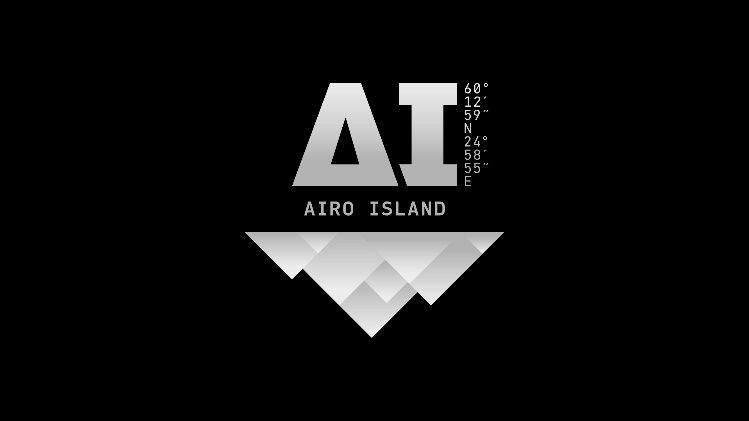 AI
60°
12′
59″
N
24°
58′
55″
E
AIRO ISLAND